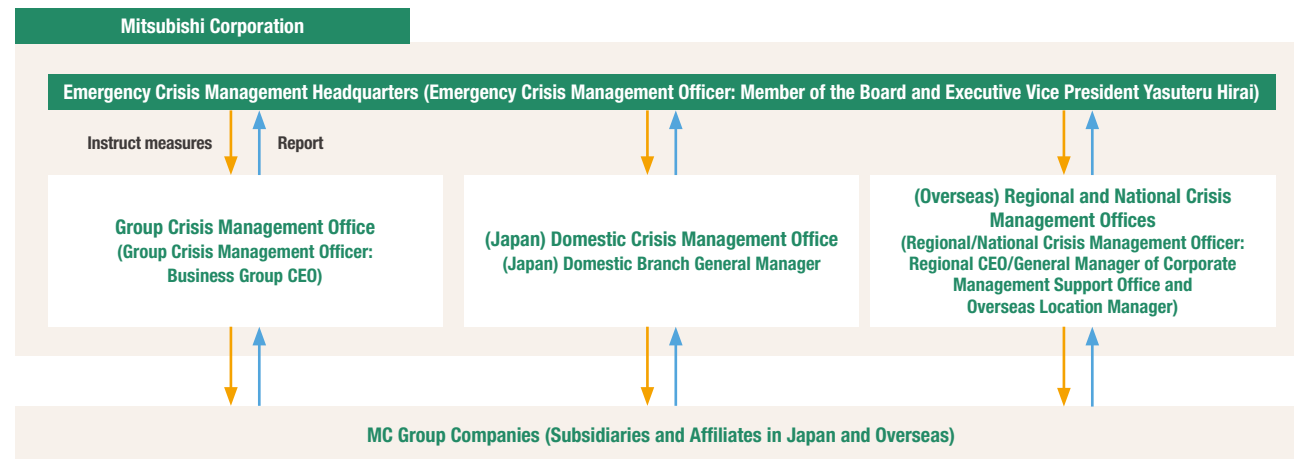 Mitsubishi Corporation
Emergency Crisis Management Headquarters (Emergency Crisis Management Officer: Member of the Board and Executive Vice President Yasuteru Hirai)
Instruct measures
Report
Group Crisis Management Office
(Group Crisis Management Officer:
Business Group CEO)
(Japan) Domestic Crisis Management Office
(Japan) Domestic Branch General Manager
(Overseas) Regional and National Crisis
Management Offices
(Regional/National Crisis Management Officer:
Regional CEO/General Manager of Corporate
Management Support Office and
Overseas Location Manager)
MC Group Companies (Subsidiaries and Affiliates in Japan and Overseas)